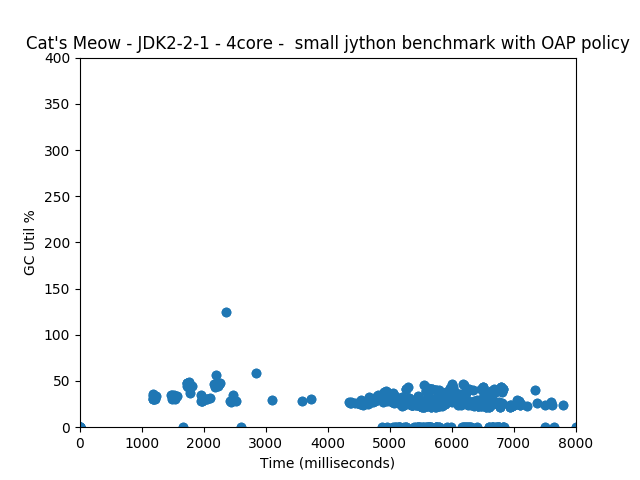 Cat's Meow - JDK2-2-1 - 4core -  small jython benchmark with OAP policy
400
350
300
250
200
150
100
50
0
GC Util %
0 1000 2000 3000 4000 5000 6000 7000 8000
Time (milliseconds)